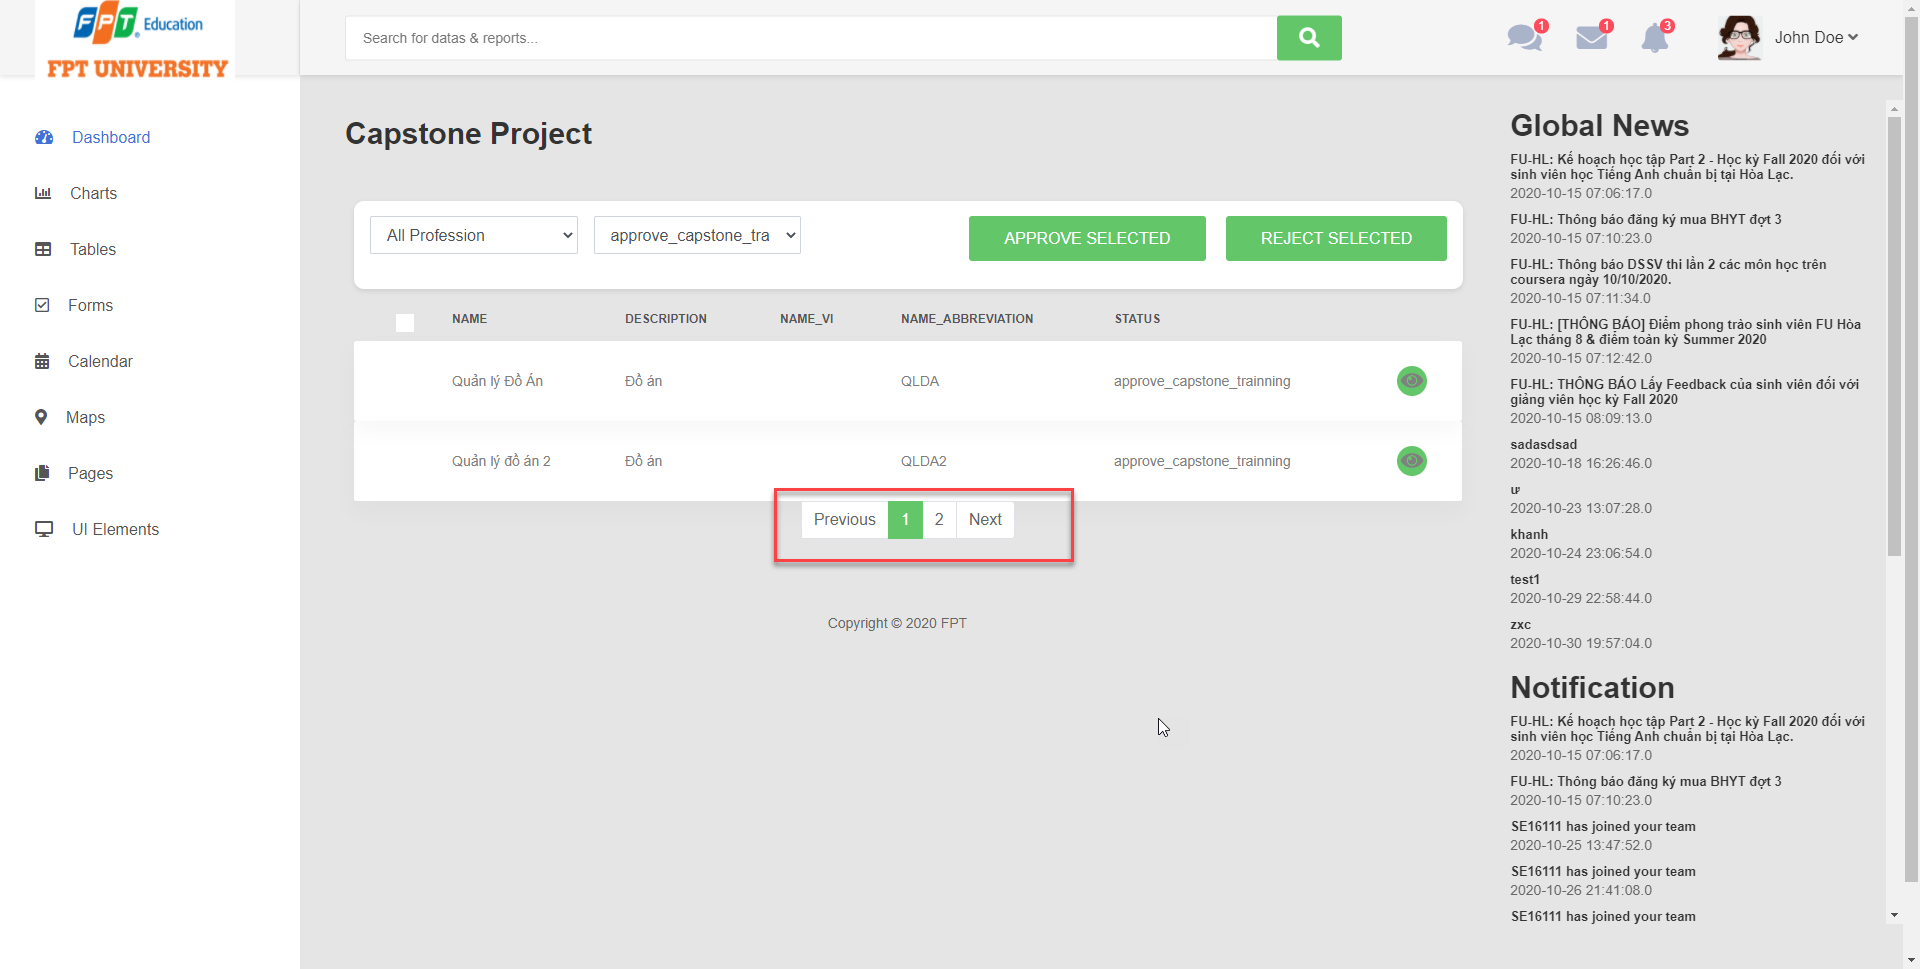 FPT Education
FPT UNIVERSITY
Search for datas & reports...
1
1
3
John Doe
Dashboard
Charts
Tables
Forms
Calendar
Maps
Pages
UI Elements
Capstone Project
All Profession
approve_capstone_tra
APPROVE SELECTED
REJECT SELECTED
NAME DESCRIPTION NAME_VI NAME_ABBREVIATION STATUS
Quản lý Đồ Án Đồ án QLDA approve_capstone_trainning
Quản lý đồ án 2 Đồ án QLDA2 approve_capstone_trainning
Previous 1 2 Next
Copyright © 2020 FPT
Global News
FU-HL: Kế hoạch học tập Part 2 - Học kỳ Fall 2020 đối với
sinh viên học Tiếng Anh chuẩn bị tại Hòa Lạc.
2020-10-15 07:06:17.0
FU-HL: Thông báo đăng ký mua BHYT đợt 3
2020-10-15 07:10:23.0
FU-HL: Thông báo DSSV thi lần 2 các môn học trên
coursera ngày 10/10/2020.
2020-10-15 07:11:34.0
FU-HL: [THÔNG BÁO] Điểm phong trào sinh viên FU Hòa
Lạc tháng 8 & điểm toàn kỳ Summer 2020
2020-10-15 07:12:42.0
FU-HL: THÔNG BÁO Lấy Feedback của sinh viên đối với
giảng viên học kỳ Fall 2020
2020-10-15 08:09:13.0
sadasdsad
2020-10-18 16:26:46.0
ư
2020-10-23 13:07:28.0
khanh
2020-10-24 23:06:54.0
test1
2020-10-29 22:58:44.0
zxc
2020-10-30 19:57:04.0
Notification
FU-HL: Kế hoạch học tập Part 2 - Học kỳ Fall 2020 đối với
sinh viên học Tiếng Anh chuẩn bị tại Hòa Lạc.
2020-10-15 07:06:17.0
FU-HL: Thông báo đăng ký mua BHYT đợt 3
2020-10-15 07:10:23.0
SE16111 has joined your team
2020-10-25 13:47:52.0
SE16111 has joined your team
2020-10-26 21:41:08.0
SE16111 has joined your team